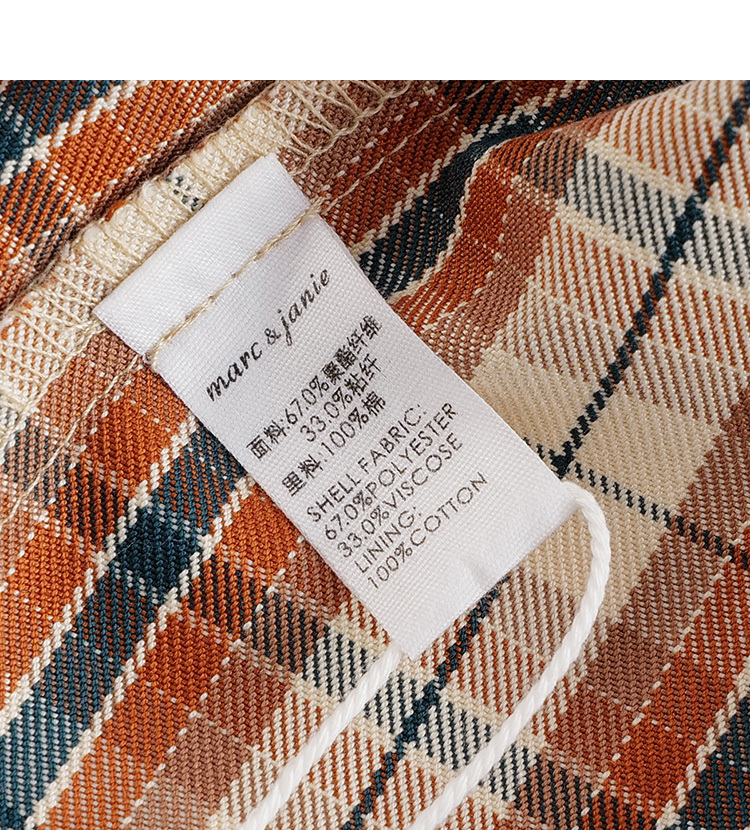 marc & janie
面料:67.0%聚酯纤维
33.0%粘纤
里料:100%棉
SHELL FABRIC:
67.0%POLYESTER
33.0%VISCOSE
LINING:
100%COTTON